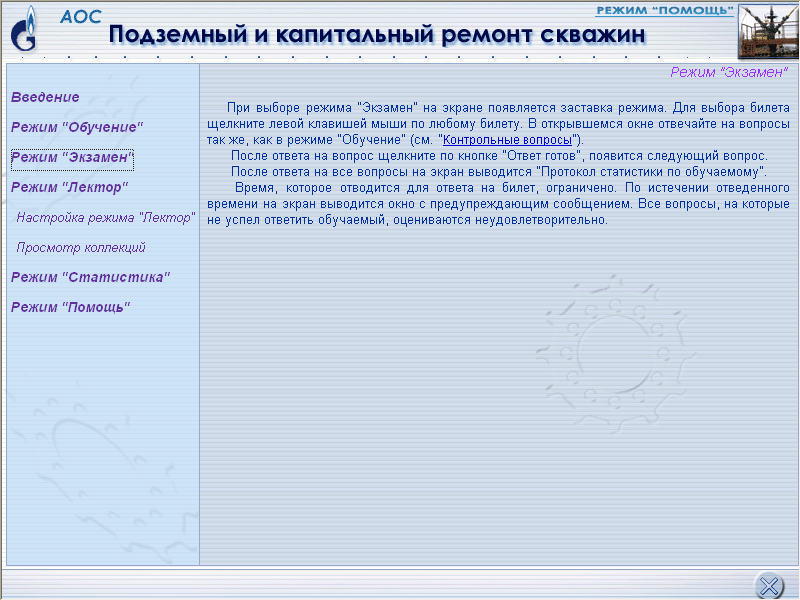 АОС
РЕЖИМ "ПОМОЩЬ"
Подземный и капитальный ремонт скважин
Режим "Экзамен"
Введение
Режим "Обучение"
Режим "Экзамен"
Режим "Лектор"
Настройка режима "Лектор"
Просмотр коллекций
Режим "Статистика"
Режим "Помощь"
При выборе режима "Экзамен" на экране появляется заставка режима. Для выбора билета
щелкните левой клавишей мыши по любому билету. В открывшемся окне отвечайте на вопросы
так же, как в режиме "Обучение" (см. "Контрольные вопросы").
После ответа на вопрос щелкните по кнопке "Ответ готов", появится следующий вопрос.
После ответа на все вопросы на экран выводится "Протокол статистики по обучаемому".
Время, которое отводится для ответа на билет, ограничено. По истечении отведенного
времени на экран выводится окно с предупреждающим сообщением. Все вопросы, на которые
не успел ответить обучаемый, оцениваются неудовлетворительно.